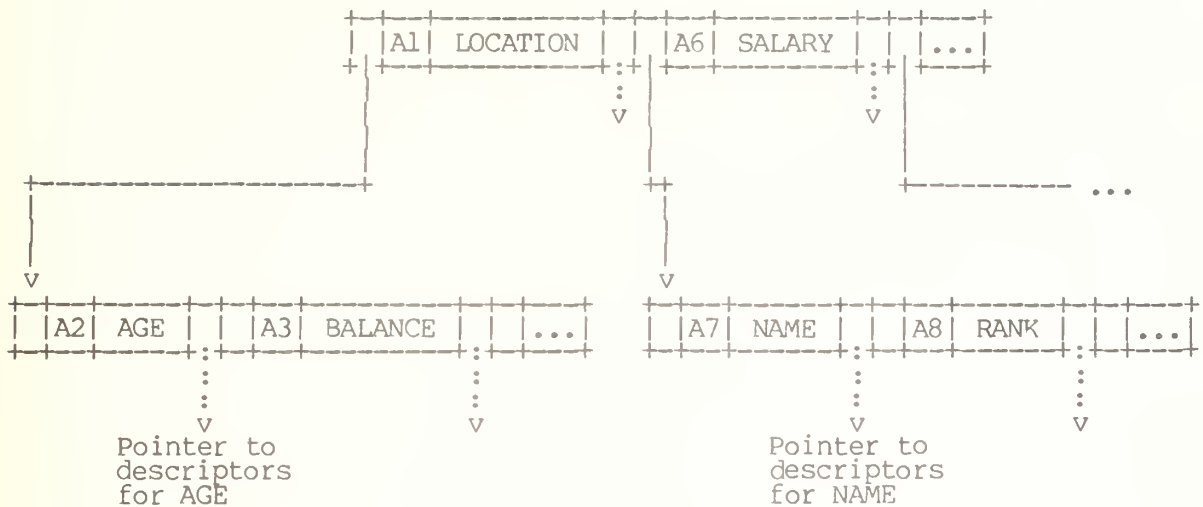 A1 LOCATION A6 SALARY ...
...
A2 AGE A3 BALANCE ... A7 NAME A8 RANK ...
Pointer to
descriptors
for AGE
Pointer to
descriptors
for NAME